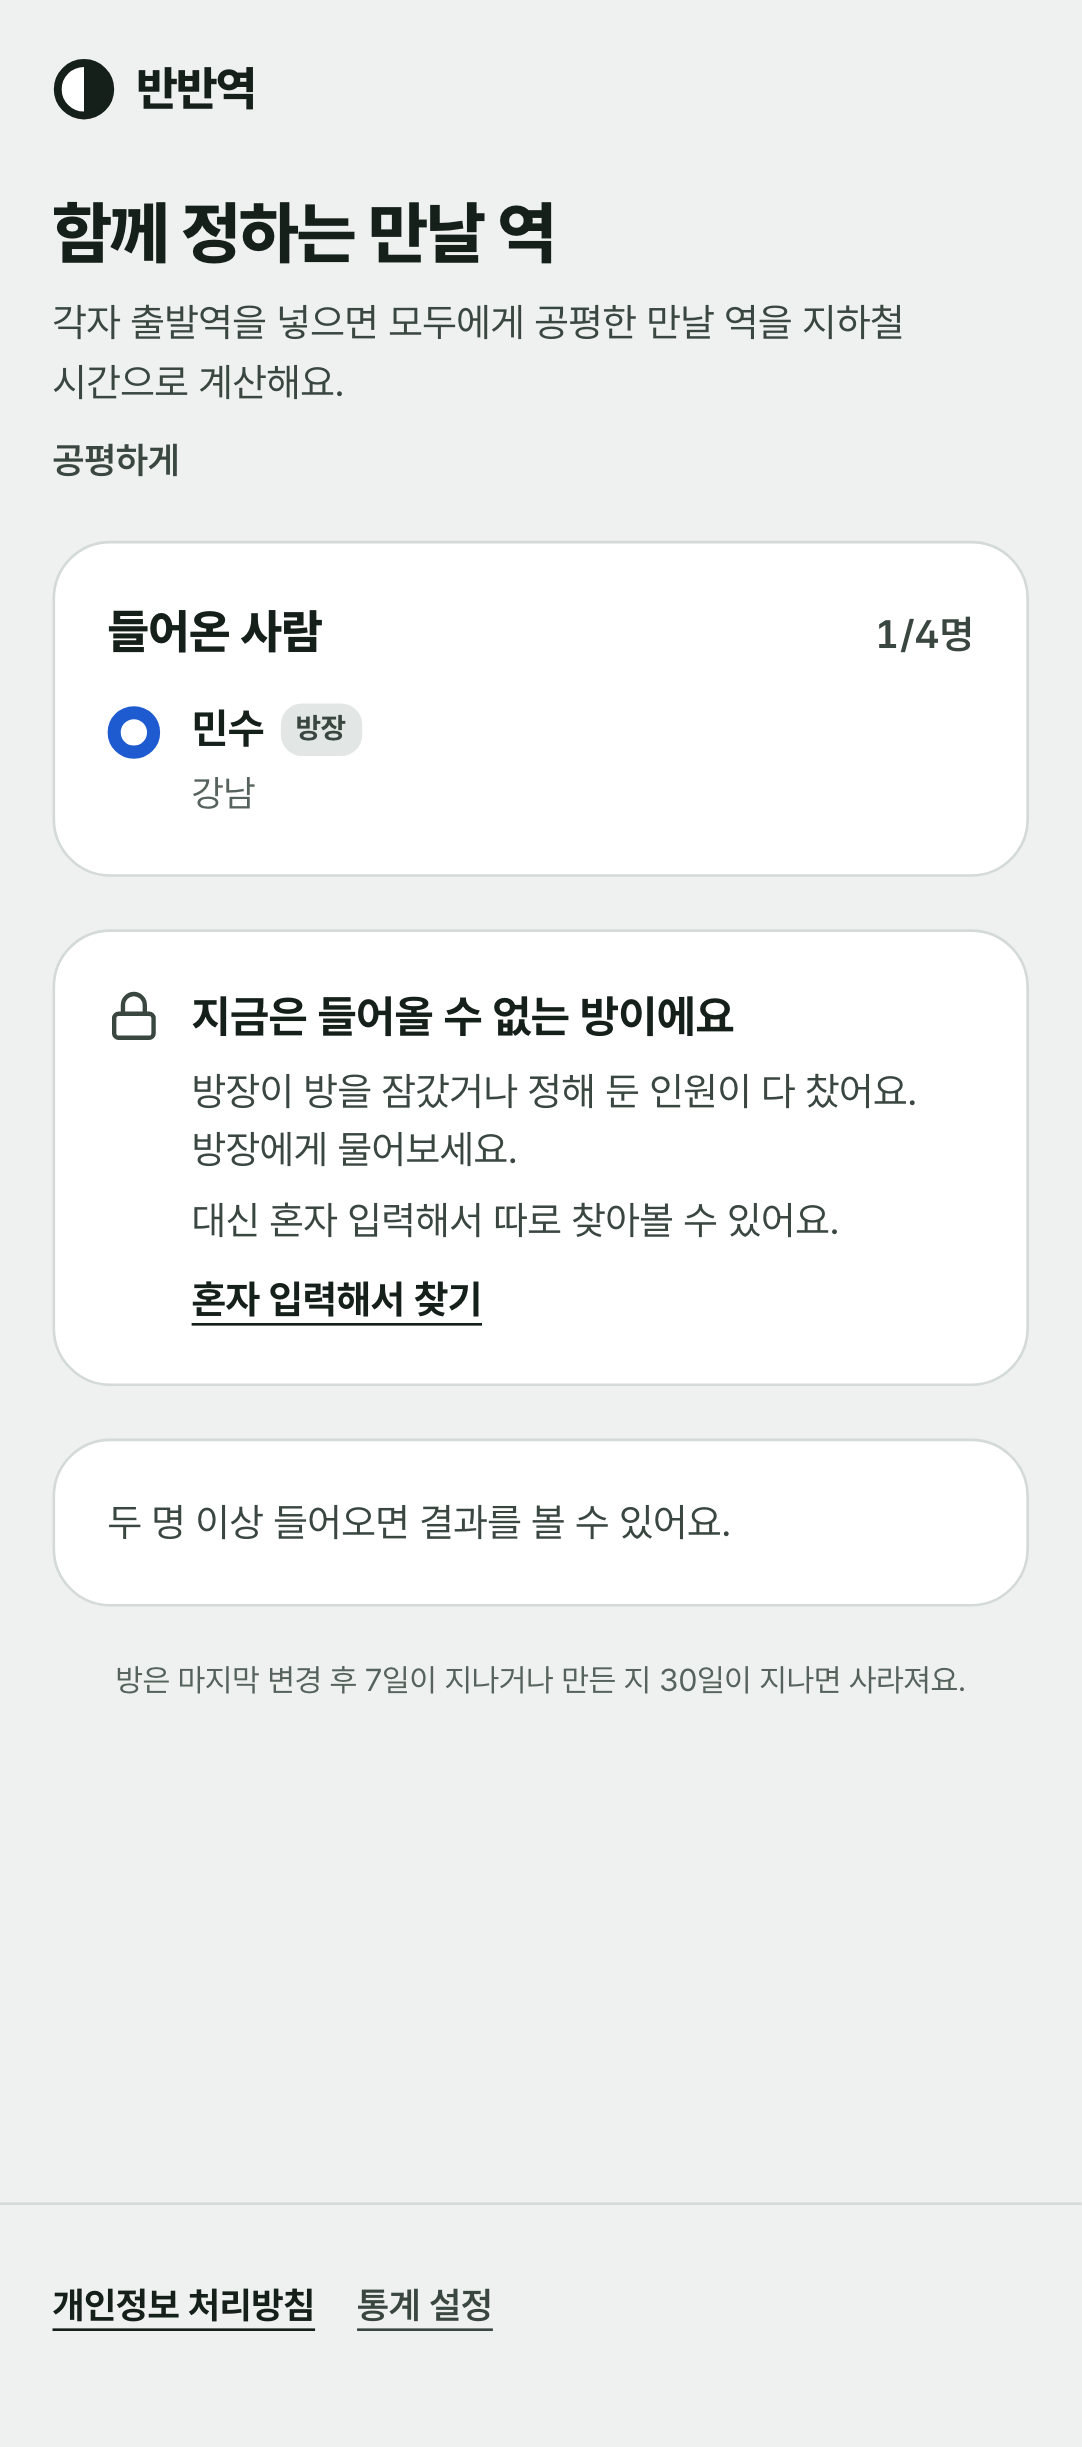 반반역
함께 정하는 만날 역
각자 출발역을 넣으면 모두에게 공평한 만날 역을 지하철
시간으로 계산해요.
공평하게
들어온 사람 1/4명
민수 방장
강남
지금은 들어올 수 없는 방이에요
방장이 방을 잠갔거나 정해 둔 인원이 다 찼어요.
방장에게 물어보세요.
대신 혼자 입력해서 따로 찾아볼 수 있어요.
혼자 입력해서 찾기
두 명 이상 들어오면 결과를 볼 수 있어요.
방은 마지막 변경 후 7일이 지나거나 만든 지 30일이 지나면 사라져요.
개인정보 처리방침 통계 설정